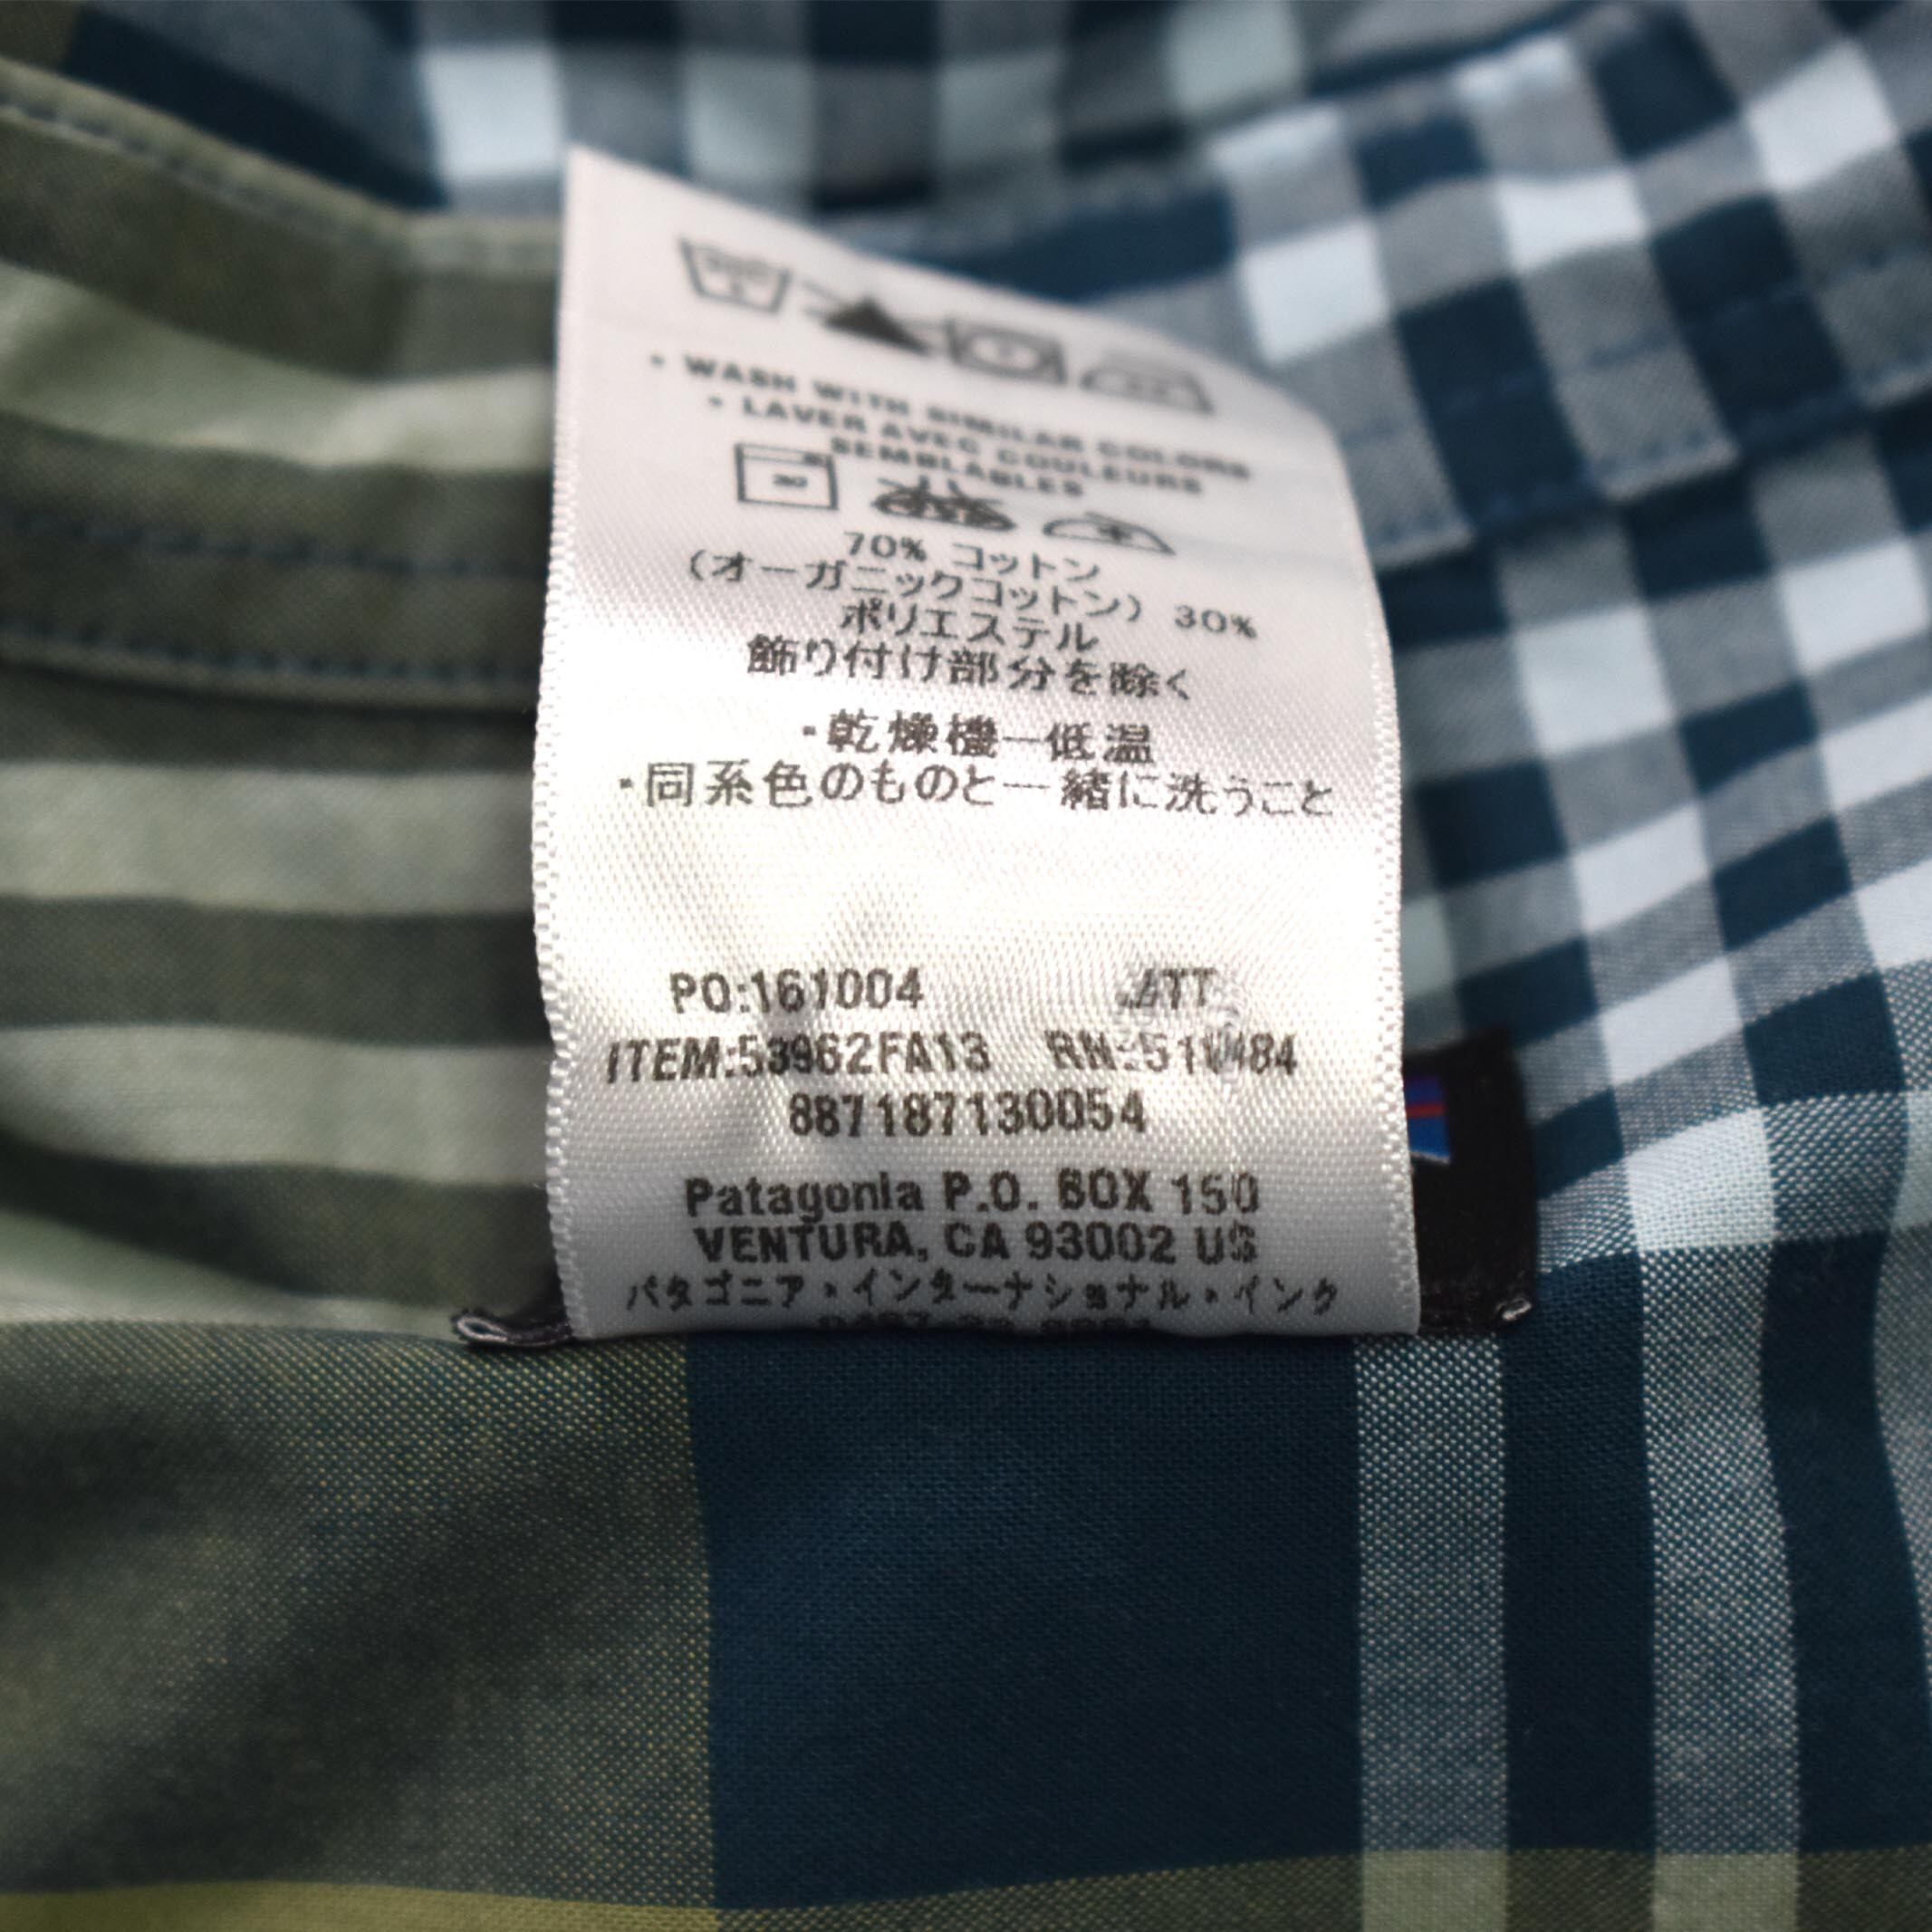 • WASH WITH SIMILAR COLORS
• LAVER AVEC COULEURS
SEMBLABLES
30
70% コットン
(オーガニックコットン) 30%
ポリエステル
飾り付け部分を除く
・乾燥機一低温
・同系色のものと一緒に洗うこと
PO:161004 ATT
ITEM:53962FA13
887187130054
Patagonia P.O. BOX 150
VENTURA, CA 93002 US
パタゴニア・インターナショナル・インク